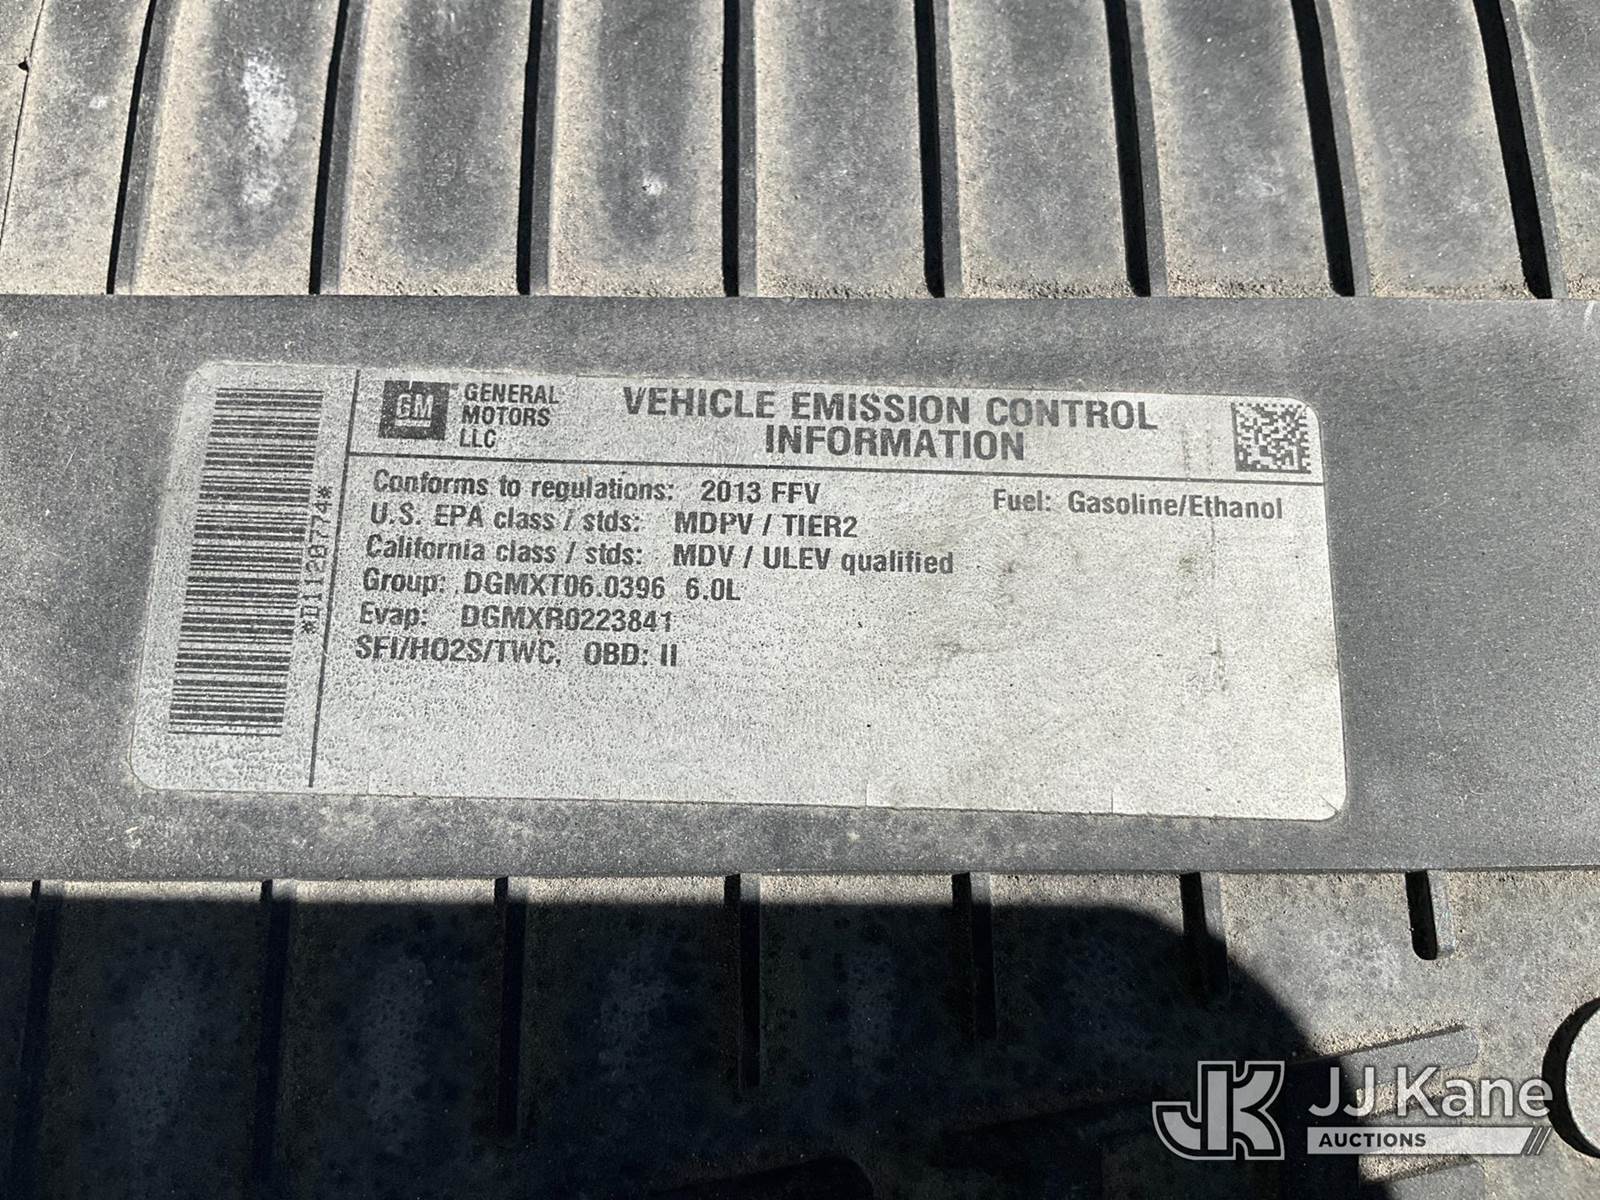 GM GENERAL
MOTORS
LLC
VEHICLE EMISSION CONTROL
INFORMATION
Conforms to regulations: 2013 FFV
Fuel: Gasoline/Ethanol
U.S. EPA class / stds: MDPV / TIER2
California class / stds: MDV / ULEV qualified
Group: DGMXT06.0396 6.0L
Evap: DGMXR0223841
SFI/HO2S/TWC, OBD: II
*D1120774*
JK JJ Kane
AUCTIONS